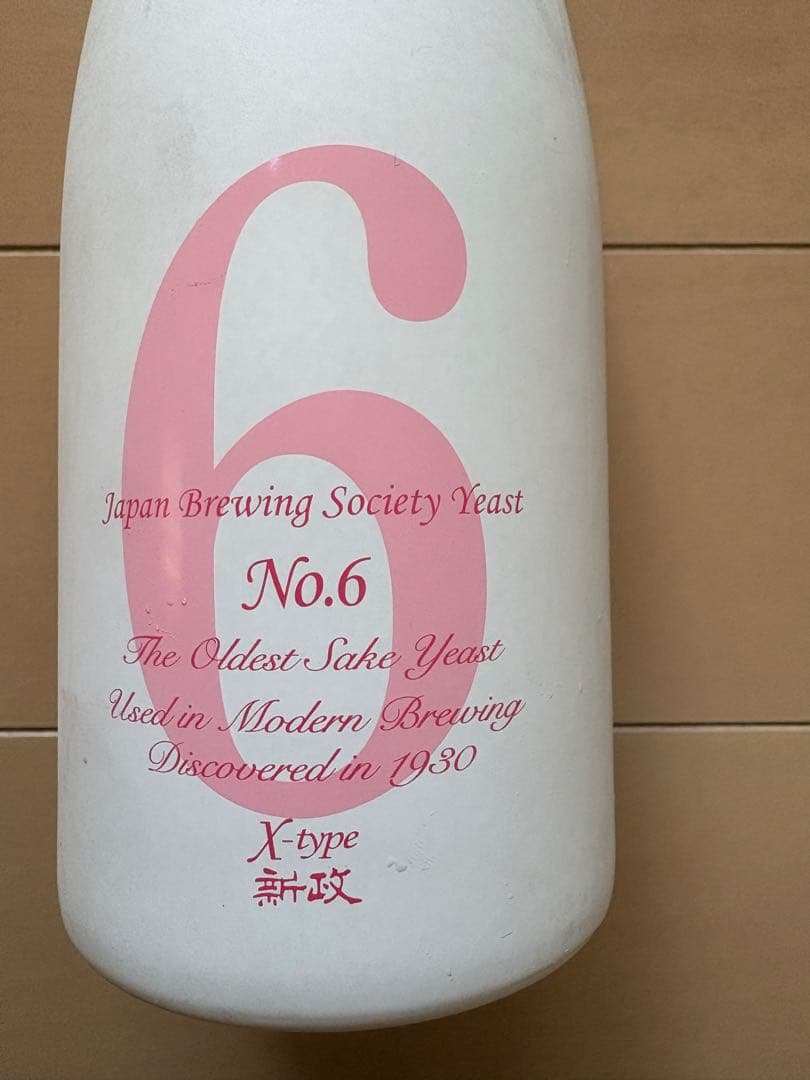 6
Japan Brewing Society Yeast
No.6
The Oldest Sake Yeast
Used in Modern Brewing
Discovered in 1930
X-type
新政